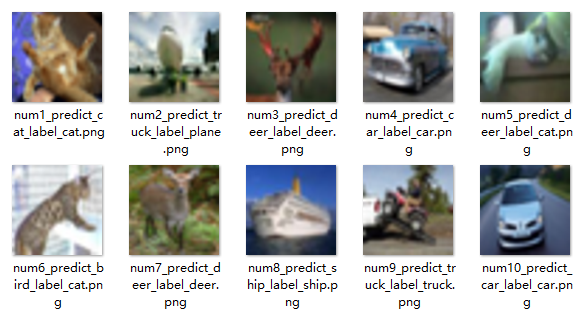 num1_predict_c
at_label_cat.png
num2_predict_tr
uck_label_plane
.png
num3_predict_d
eer_label_deer.
png
num4_predict_c
ar_label_car.pn
g
num5_predict_d
eer_label_cat.pn
g
num6_predict_b
ird_label_cat.pn
g
num7_predict_d
eer_label_deer.
png
num8_predict_s
hip_label_ship.p
ng
num9_predict_tr
uck_label_truck.
png
num10_predict_
car_label_car.pn
g